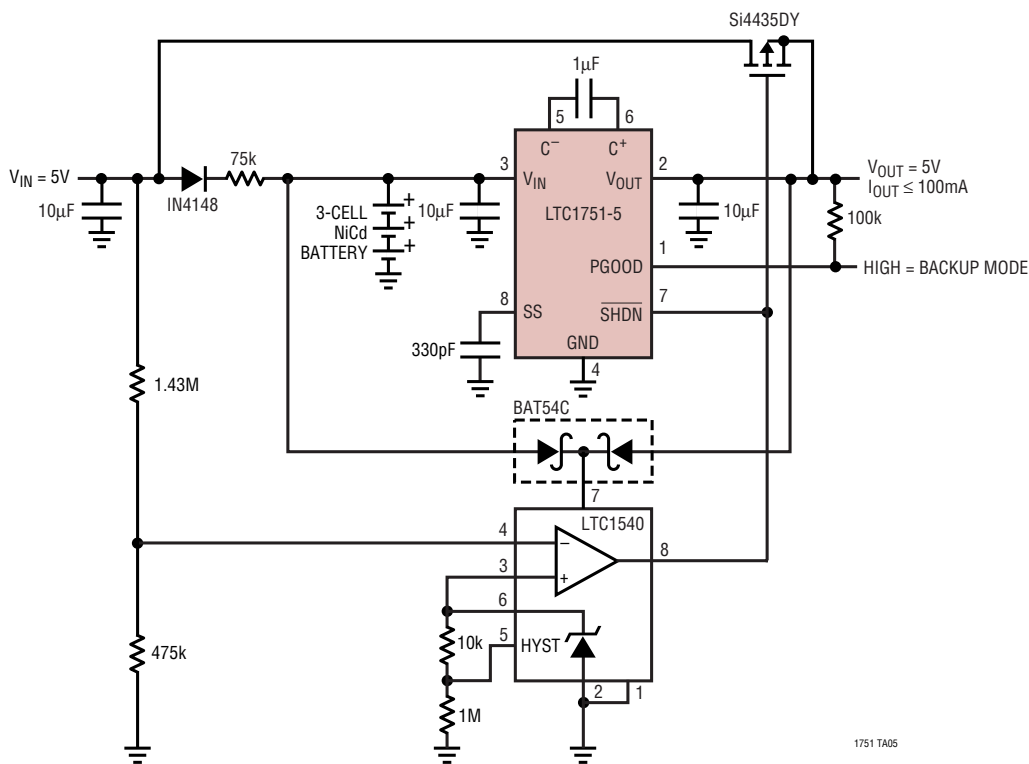 Si4435DY
1μF
5
6
C−
C+
75k
3
2
VIN = 5V
VIN
VOUT
VOUT = 5V
IOUT ≤ 100mA
10μF
IN4148
3-CELL
NiCd
BATTERY
+
+
+
10μF
LTC1751-5
10μF
100k
1
PGOOD
HIGH = BACKUP MODE
8
SS
7
SHDN
330pF
GND
4
1.43M
BAT54C
7
LTC1540
4
−
8
3
+
6
10k
5
HYST
475k
1M
2
1
1751 TA05